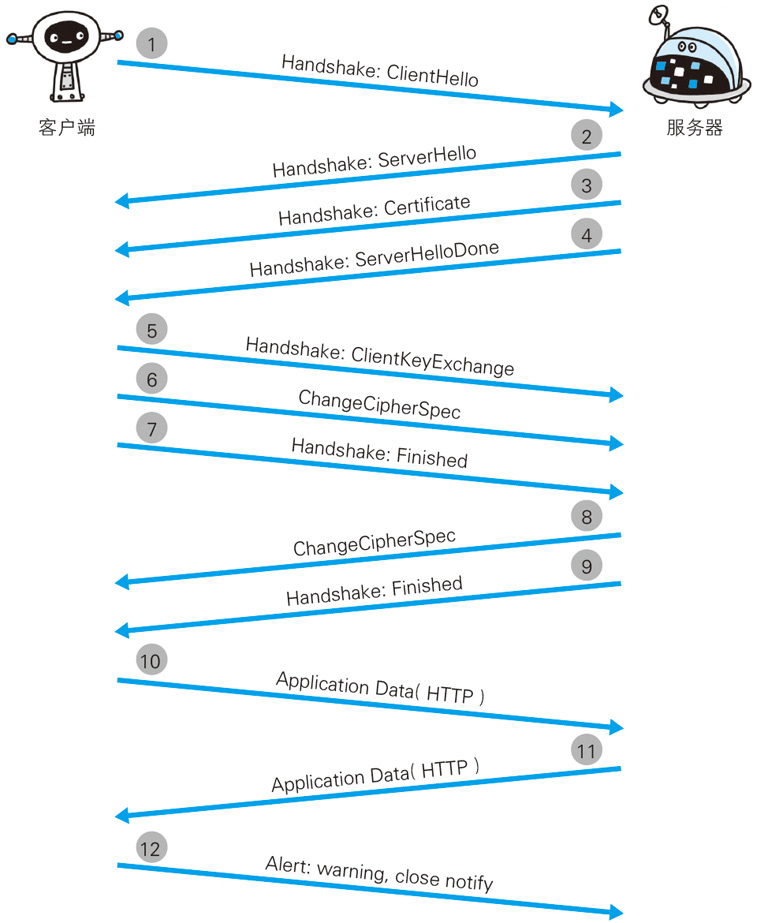 1
Handshake: ClientHello
客户端
服务器
2
Handshake: ServerHello
3
Handshake: Certificate
4
Handshake: ServerHelloDone
5
Handshake: ClientKeyExchange
6
ChangeCipherSpec
7
Handshake: Finished
8
ChangeCipherSpec
9
Handshake: Finished
10
Application Data( HTTP )
11
Application Data( HTTP )
12
Alert: warning, close notify